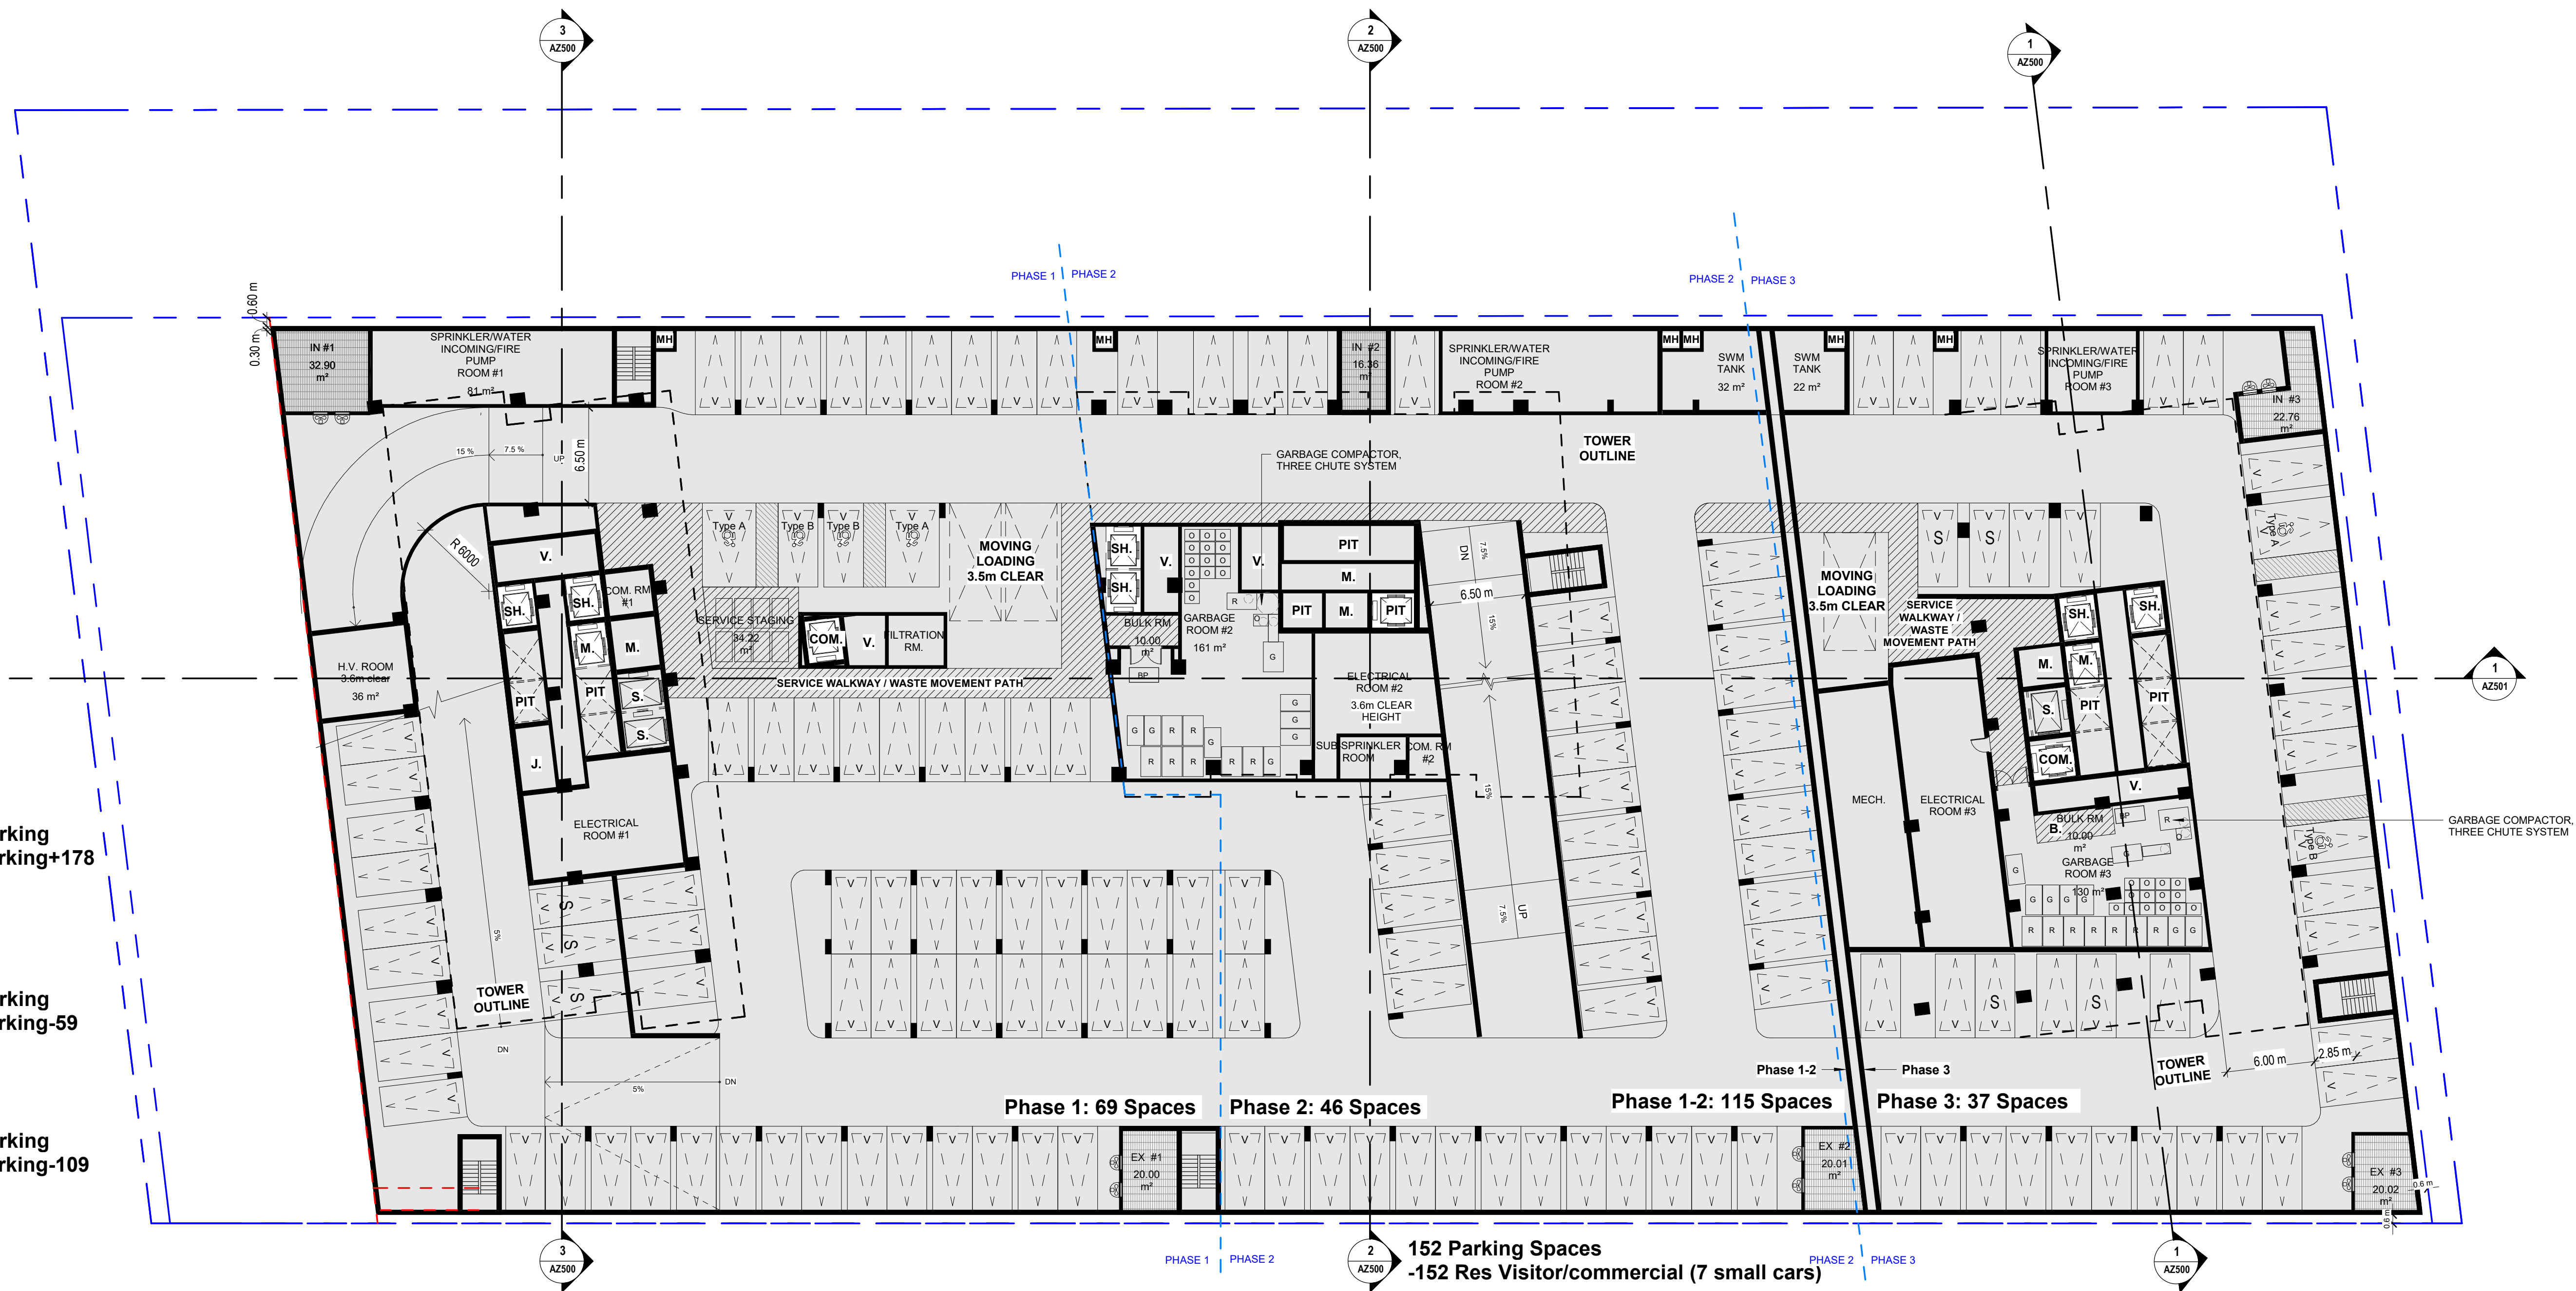 3
AZ500
2
AZ500
1
AZ500
PHASE 1
PHASE 2
PHASE 2
PHASE 3
0.60 m
0.30 m
IN #1
32.90
m²
SPRINKLER/WATER
INCOMING/FIRE
PUMP
ROOM #1
81 m²
MH
MH
IN #2
16.36
m²
SPRINKLER/WATER
INCOMING/FIRE
PUMP
ROOM #2
MH
MH
SWM
TANK
32 m²
SWM
TANK
22 m²
MH
MH
SPRINKLER/WATER
INCOMING/FIRE
PUMP
ROOM #3
IN #3
22.76
m²
15 %
7.5 %
UP
6.50 m
GARBAGE COMPACTOR,
THREE CHUTE SYSTEM
TOWER
OUTLINE
R 6000
Type A
Type B
Type B
Type A
MOVING
LOADING
3.5m CLEAR
V.
SH.
SH.
COM. RM
#1
M.
M.
PIT
PIT
S.
S.
J.
SERVICE STAGING
34.22
m²
COM.
V.
FILTRATION
RM.
SERVICE WALKWAY / WASTE MOVEMENT PATH
H.V. ROOM
3.6m clear
36 m²
ELECTRICAL
ROOM #1
SH.
SH.
V.
V.
BULK RM
10.00
m²
BP
GARBAGE
ROOM #2
161 m²
PIT
M.
PIT
M.
PIT
ELECTRICAL
ROOM #2
3.6m CLEAR
HEIGHT
SUB SPRINKLER
ROOM
COM. RM
#2
DN
7.5%
6.50 m
15%
15%
7.5%
UP
MOVING
LOADING
3.5m CLEAR
SERVICE
WALKWAY /
WASTE
MOVEMENT PATH
S
S
SH.
SH.
M.
M.
S.
PIT
PIT
COM.
V.
MECH.
ELECTRICAL
ROOM #3
B.
BULK RM
10.00
m²
BP
GARBAGE
ROOM #3
130 m²
GARBAGE COMPACTOR,
THREE CHUTE SYSTEM
Type A
Type B
1
AZ501
arking
arking+178
arking
arking-59
arking
arking-109
S
S
S
TOWER
OUTLINE
5%
DN
5%
DN
S
S
TOWER
OUTLINE
6.00 m
2.85 m
Phase 1-2
Phase 3
Phase 1: 69 Spaces
Phase 2: 46 Spaces
Phase 1-2: 115 Spaces
Phase 3: 37 Spaces
EX #1
20.00
m²
EX #2
20.01
m²
EX #3
20.02
m²
0.6 m
0.6 m
PHASE 1
PHASE 2
PHASE 2
PHASE 3
3
AZ500
2
AZ500
1
AZ500
152 Parking Spaces
-152 Res Visitor/commercial (7 small cars)